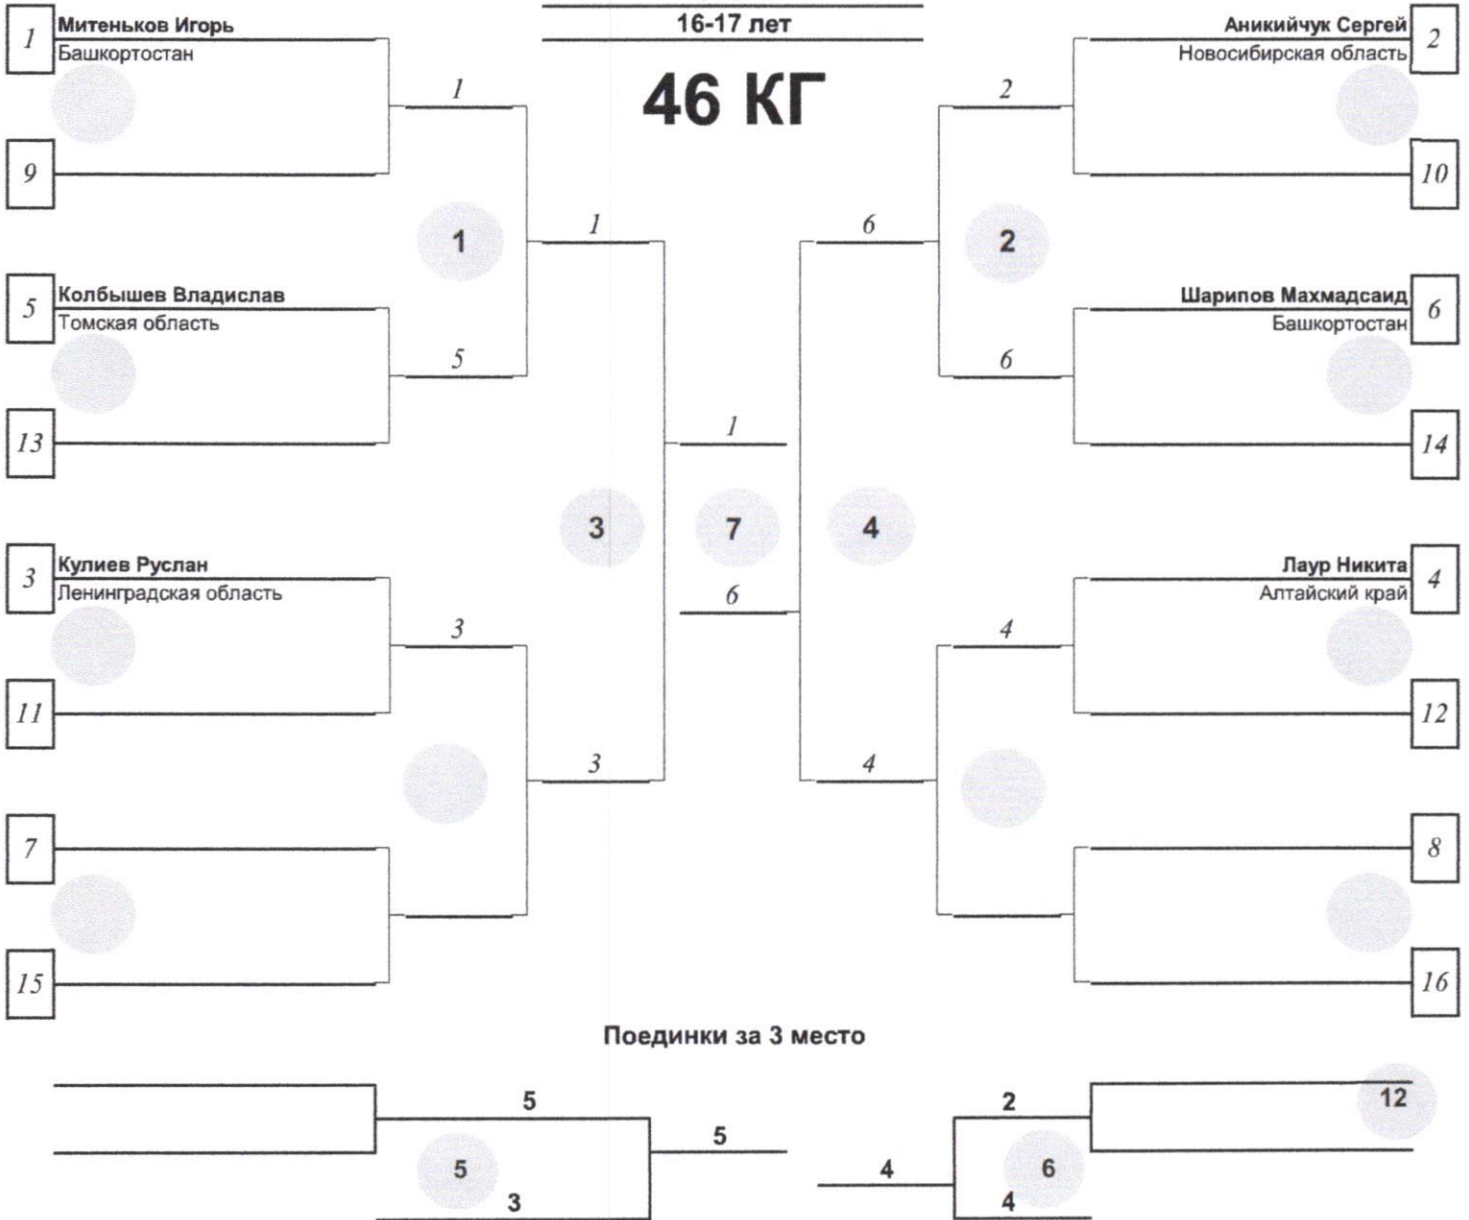 16-17 лет
46 КГ
1
Митеньков Игорь
Башкортостан
9
5
Колбышев Владислав
Томская область
13
3
Кулиев Руслан
Ленинградская область
11
7
15
1
5
3
1
1
3
3
1
7
6
4
6
2
4
2
6
4
Аникийчук Сергей
2
Новосибирская область
10
Шарипов Махмадсаид
6
Башкортостан
14
Лаур Никита
4
Алтайский край
12
8
16
Поединки за 3 место
5
5
5
3
2
12
4
6
4